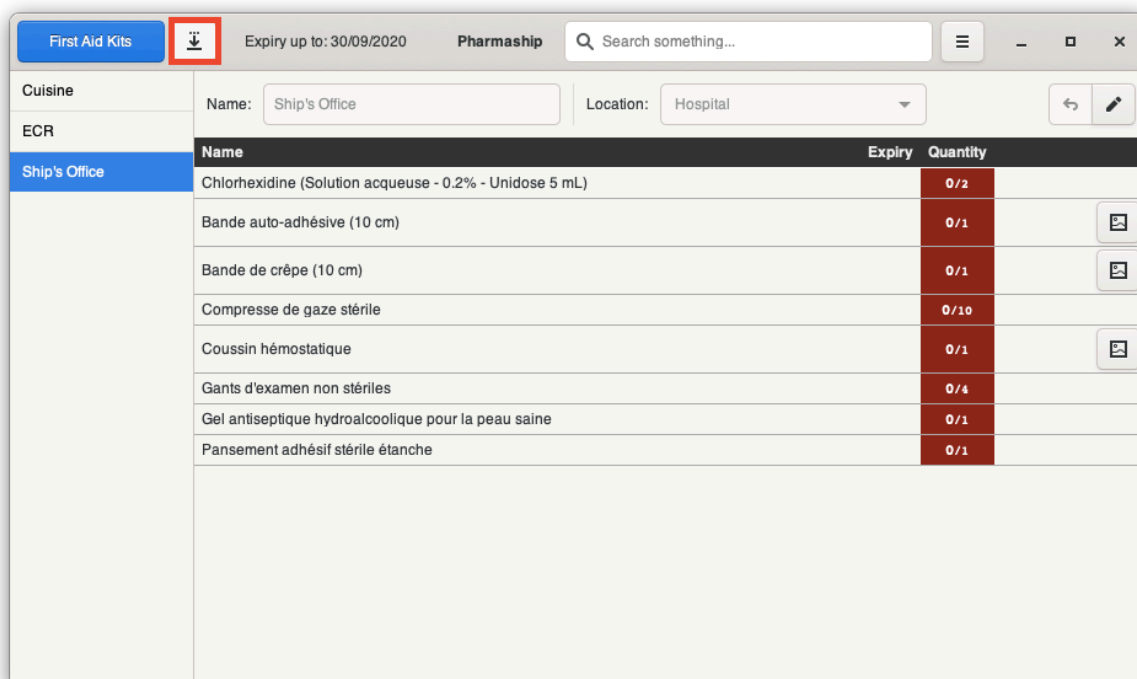 First Aid Kits Expiry up to: 30/09/2020 Pharmaship Search something...
Cuisine
ECR
Ship's Office
Name: Ship's Office Location: Hospital
Name Expiry Quantity
Chlorhexidine (Solution acqueuse - 0.2% - Unidose 5 mL) 0/2
Bande auto-adhésive (10 cm) 0/1
Bande de crêpe (10 cm) 0/1
Compresse de gaze stérile 0/10
Coussin hémostatique 0/1
Gants d'examen non stériles 0/4
Gel antiseptique hydroalcoolique pour la peau saine 0/1
Pansement adhésif stérile étanche 0/1